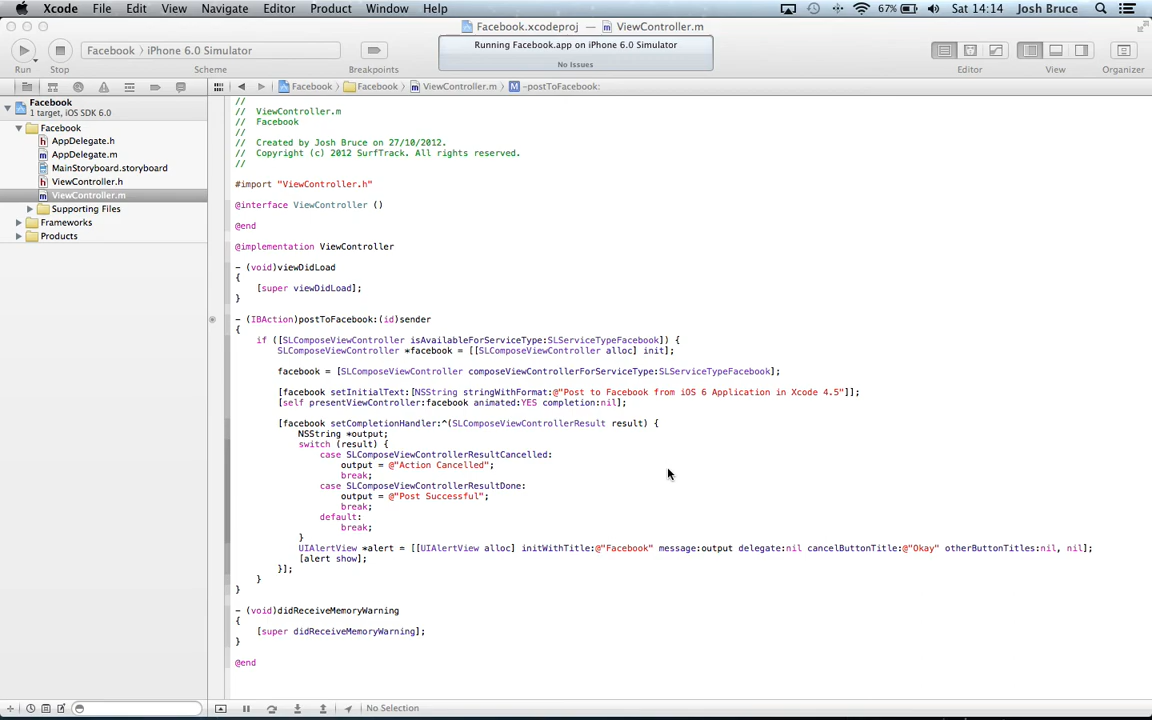 Xcode File Edit View Navigate Editor Product Window Help 67% Sat 14:14 Josh Bruce
Facebook.xcodeproj — ViewController.m
Facebook 〉 iPhone 6.0 Simulator
Running Facebook.app on iPhone 6.0 Simulator
No Issues
Run Stop Scheme Breakpoints Editor View Organizer
Facebook 〉 Facebook 〉 ViewController.m 〉 M -postToFacebook:
Facebook
1 target, iOS SDK 6.0
Facebook
h AppDelegate.h
m AppDelegate.m
MainStoryboard.storyboard
h ViewController.h
m ViewController.m
Supporting Files
Frameworks
Products
//
// ViewController.m
// Facebook
//
// Created by Josh Bruce on 27/10/2012.
// Copyright (c) 2012 SurfTrack. All rights reserved.
//
#import "ViewController.h"
@interface ViewController ()
@end
@implementation ViewController
- (void)viewDidLoad
{
[super viewDidLoad];
}
- (IBAction)postToFacebook:(id)sender
{
if ([SLComposeViewController isAvailableForServiceType:SLServiceTypeFacebook]) {
SLComposeViewController *facebook = [[SLComposeViewController alloc] init];
facebook = [SLComposeViewController composeViewControllerForServiceType:SLServiceTypeFacebook];
[facebook setInitialText:[NSString stringWithFormat:@"Post to Facebook from iOS 6 Application in Xcode 4.5"]];
[self presentViewController:facebook animated:YES completion:nil];
[facebook setCompletionHandler:^(SLComposeViewControllerResult result) {
NSString *output;
switch (result) {
case SLComposeViewControllerResultCancelled:
output = @"Action Cancelled";
break;
case SLComposeViewControllerResultDone:
output = @"Post Successful";
break;
default:
break;
}
UIAlertView *alert = [[UIAlertView alloc] initWithTitle:@"Facebook" message:output delegate:nil cancelButtonTitle:@"Okay" otherButtonTitles:nil, nil];
[alert show];
}];
}
}
- (void)didReceiveMemoryWarning
{
[super didReceiveMemoryWarning];
}
@end
No Selection